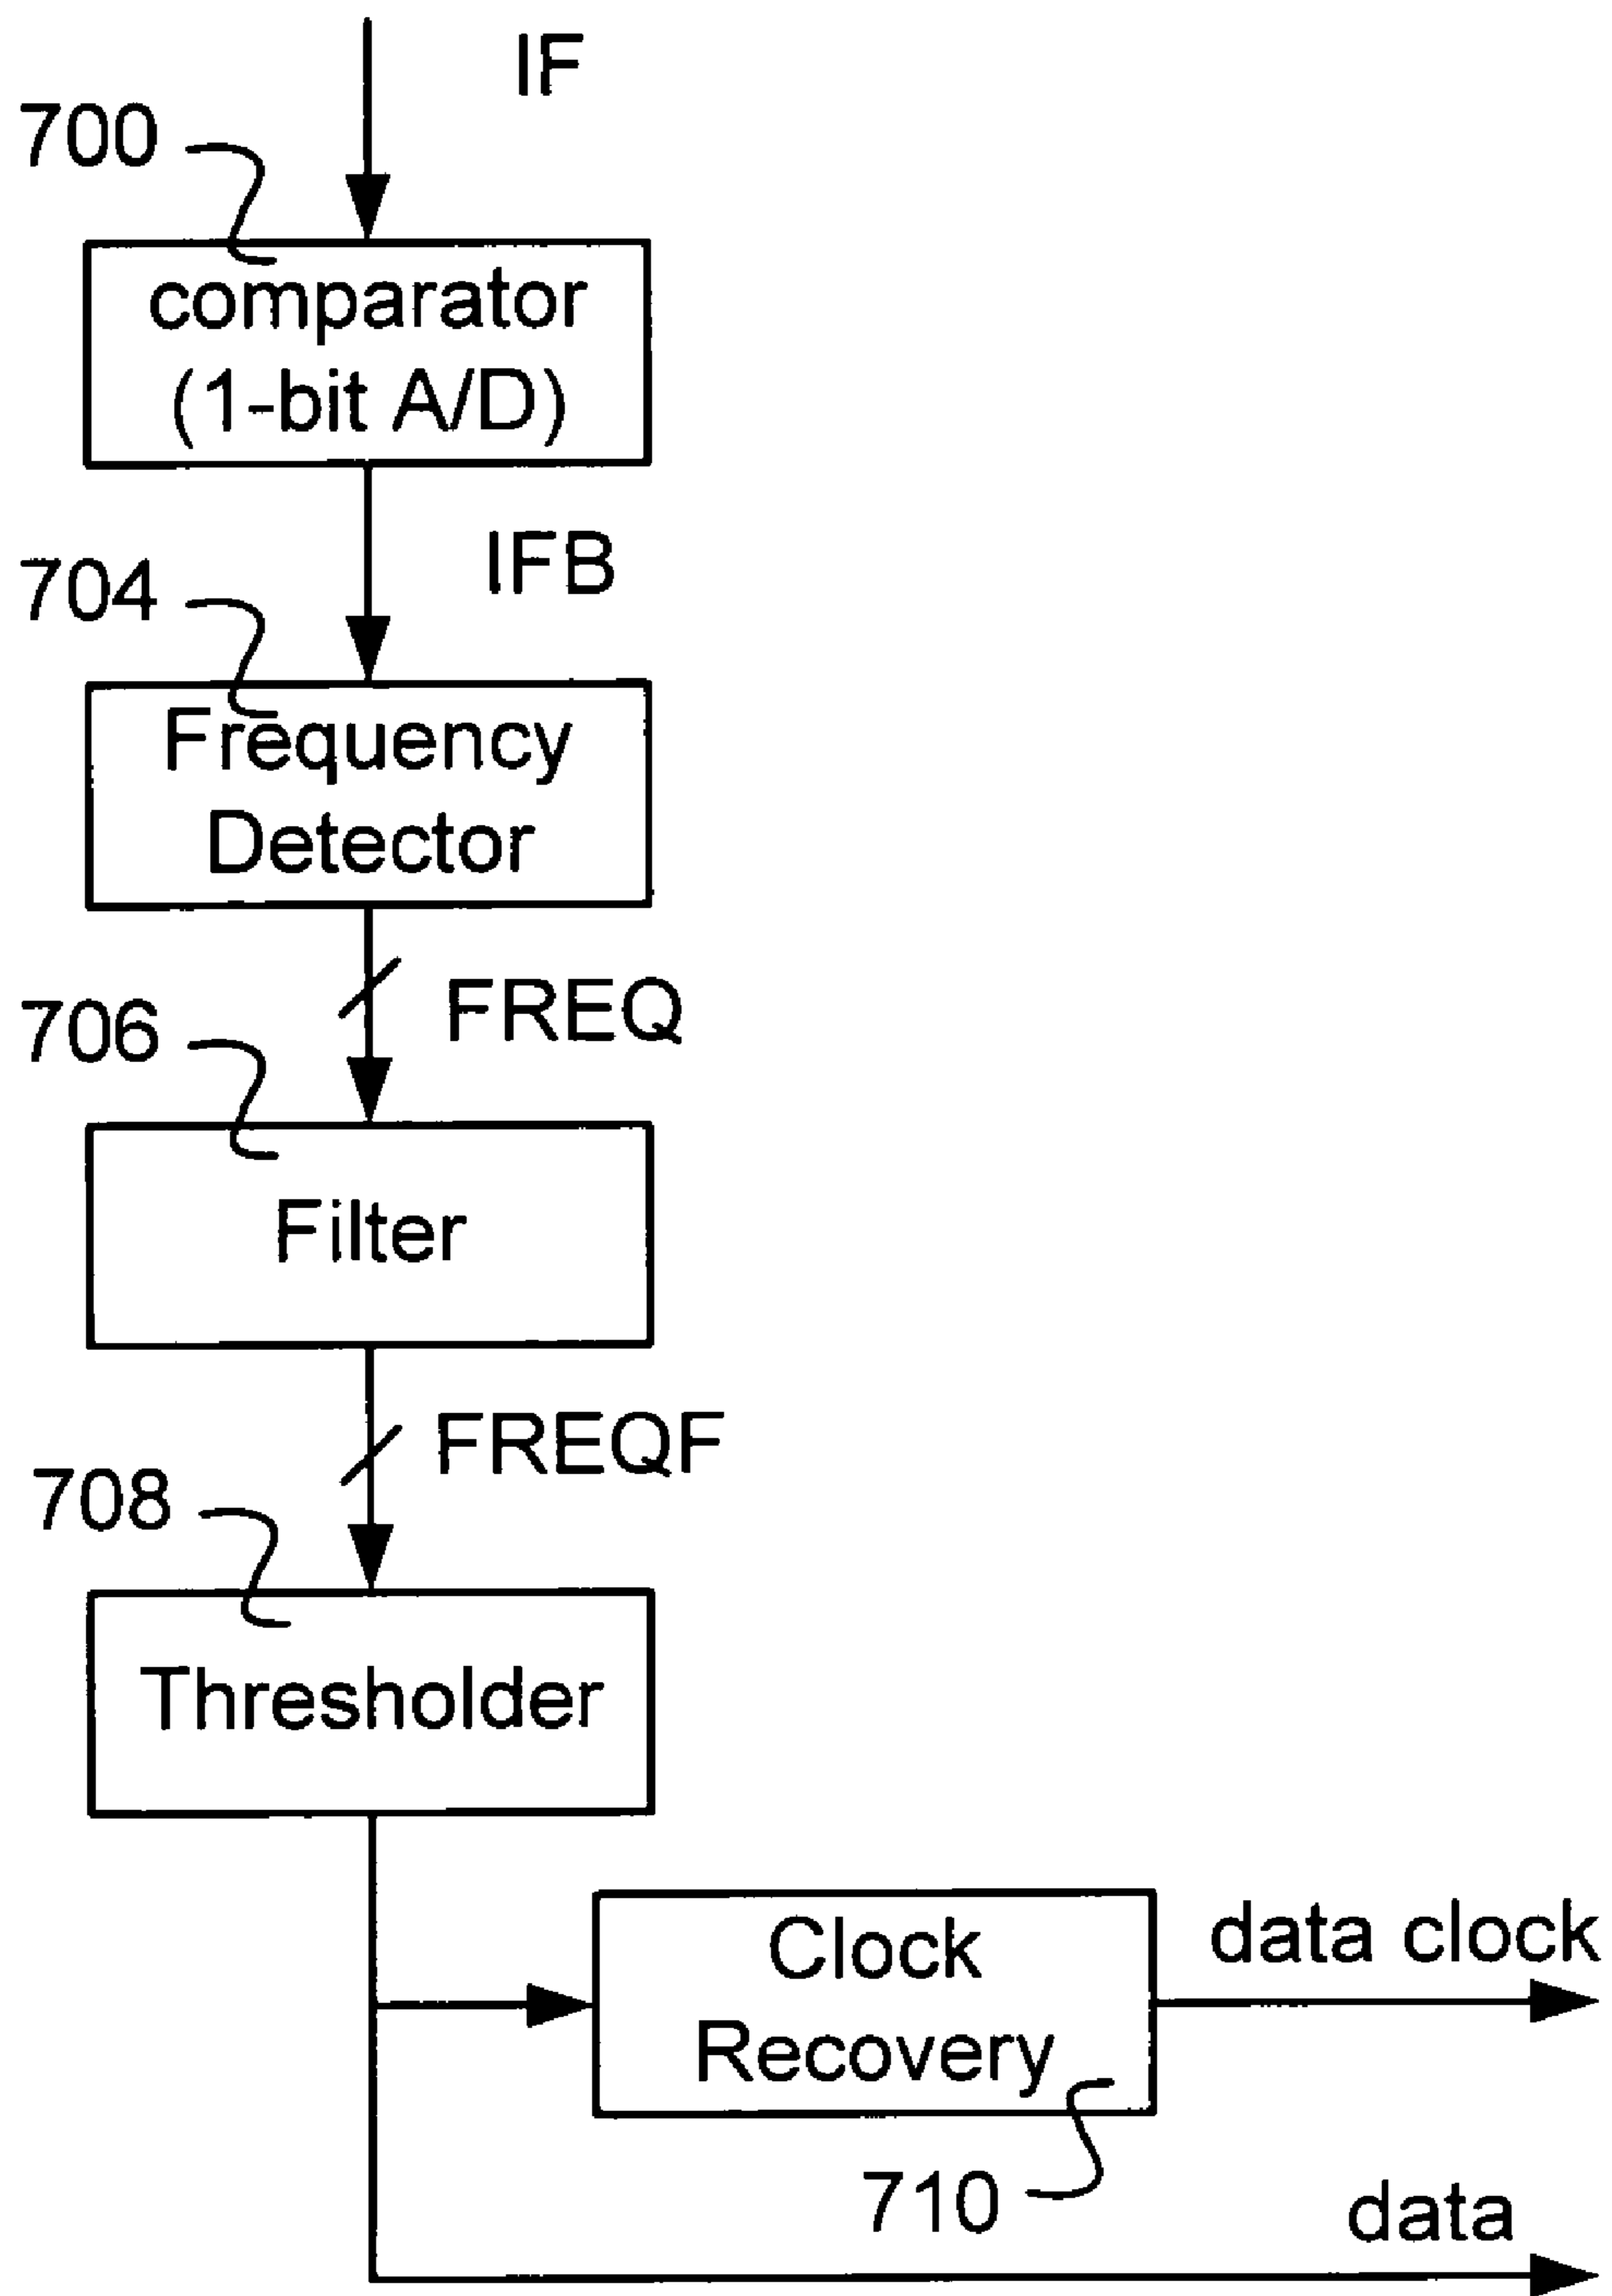 IF
700
comparator
(1-bit A/D)
IFB
704
Frequency
Detector
FREQ
706
Filter
FREQF
708
Thresholder
Clock
Recovery
data clock
710
data